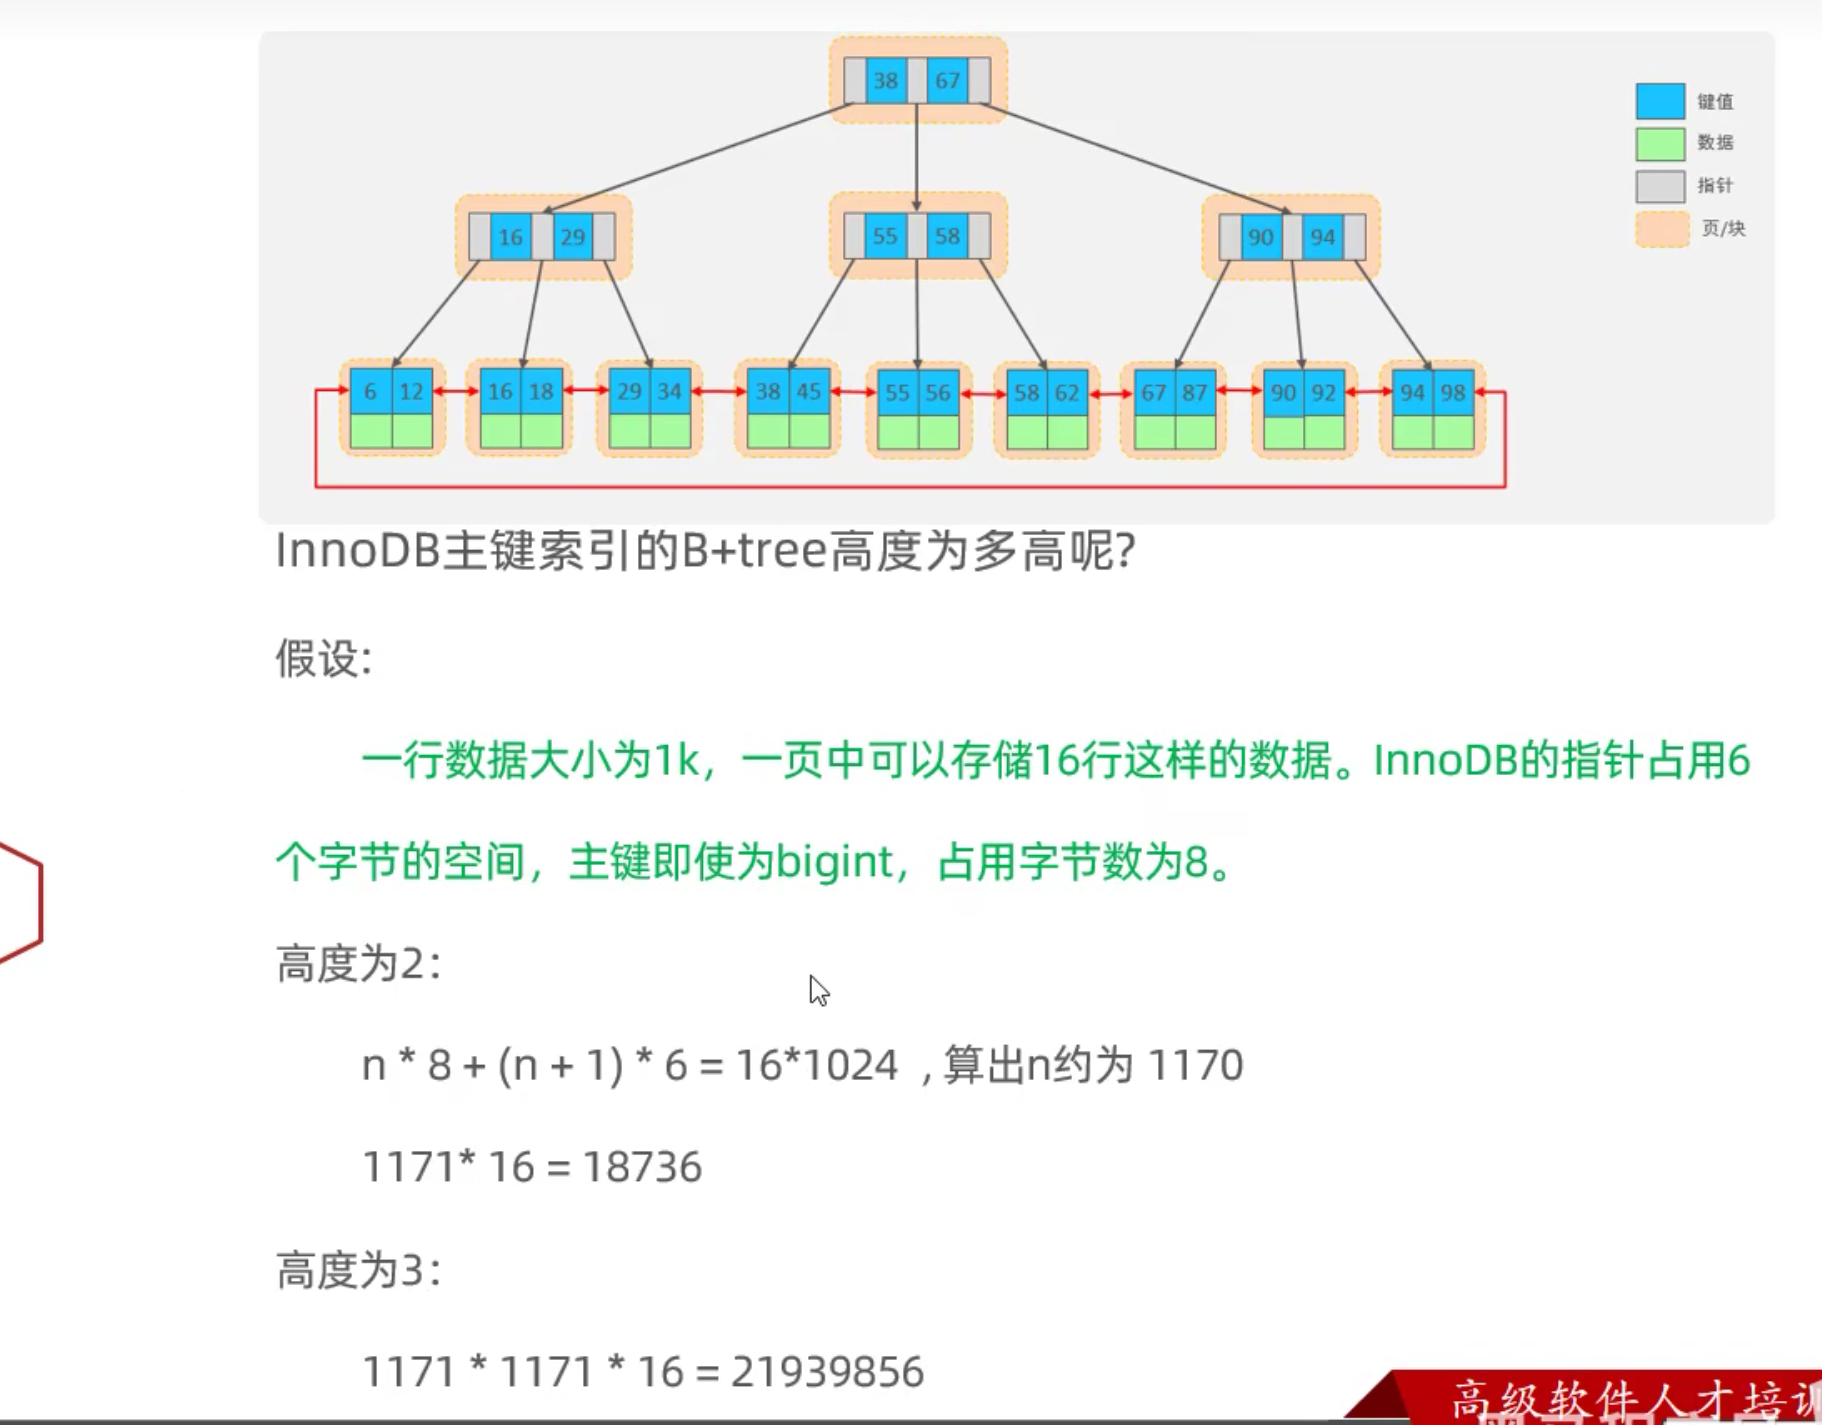 38 67
键值
数据
指针
页/块
16 29 55 58 90 94
6 12 16 18 29 34 38 45 55 56 58 62 67 87 90 92 94 98
InnoDB主键索引的B+tree高度为多高呢?
假设:
一行数据大小为1k，一页中可以存储16行这样的数据。InnoDB的指针占用6
个字节的空间，主键即使为bigint，占用字节数为8。
高度为2:
n * 8 + (n + 1) * 6 = 16*1024 , 算出n约为 1170
1171* 16 = 18736
高度为3:
1171 * 1171 * 16 = 21939856
高级软件人才培训